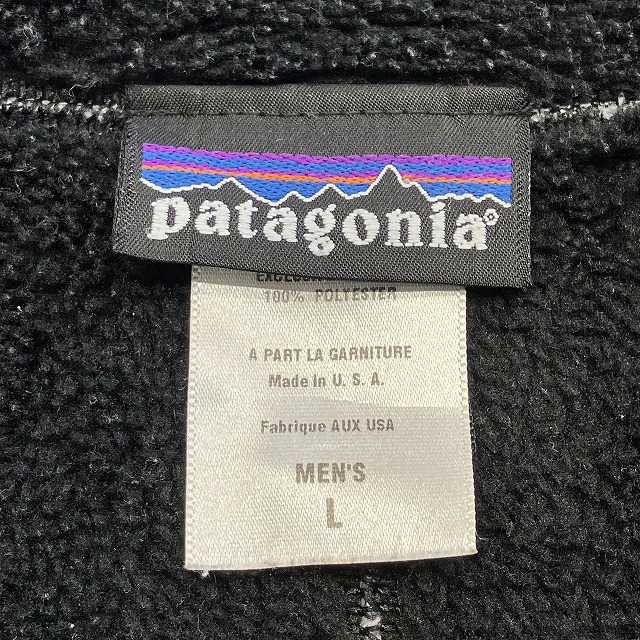 patagonia®
100% POLYESTER
A PART LA GARNITURE
Made in U. S. A.
Fabrique AUX USA
MEN'S
L